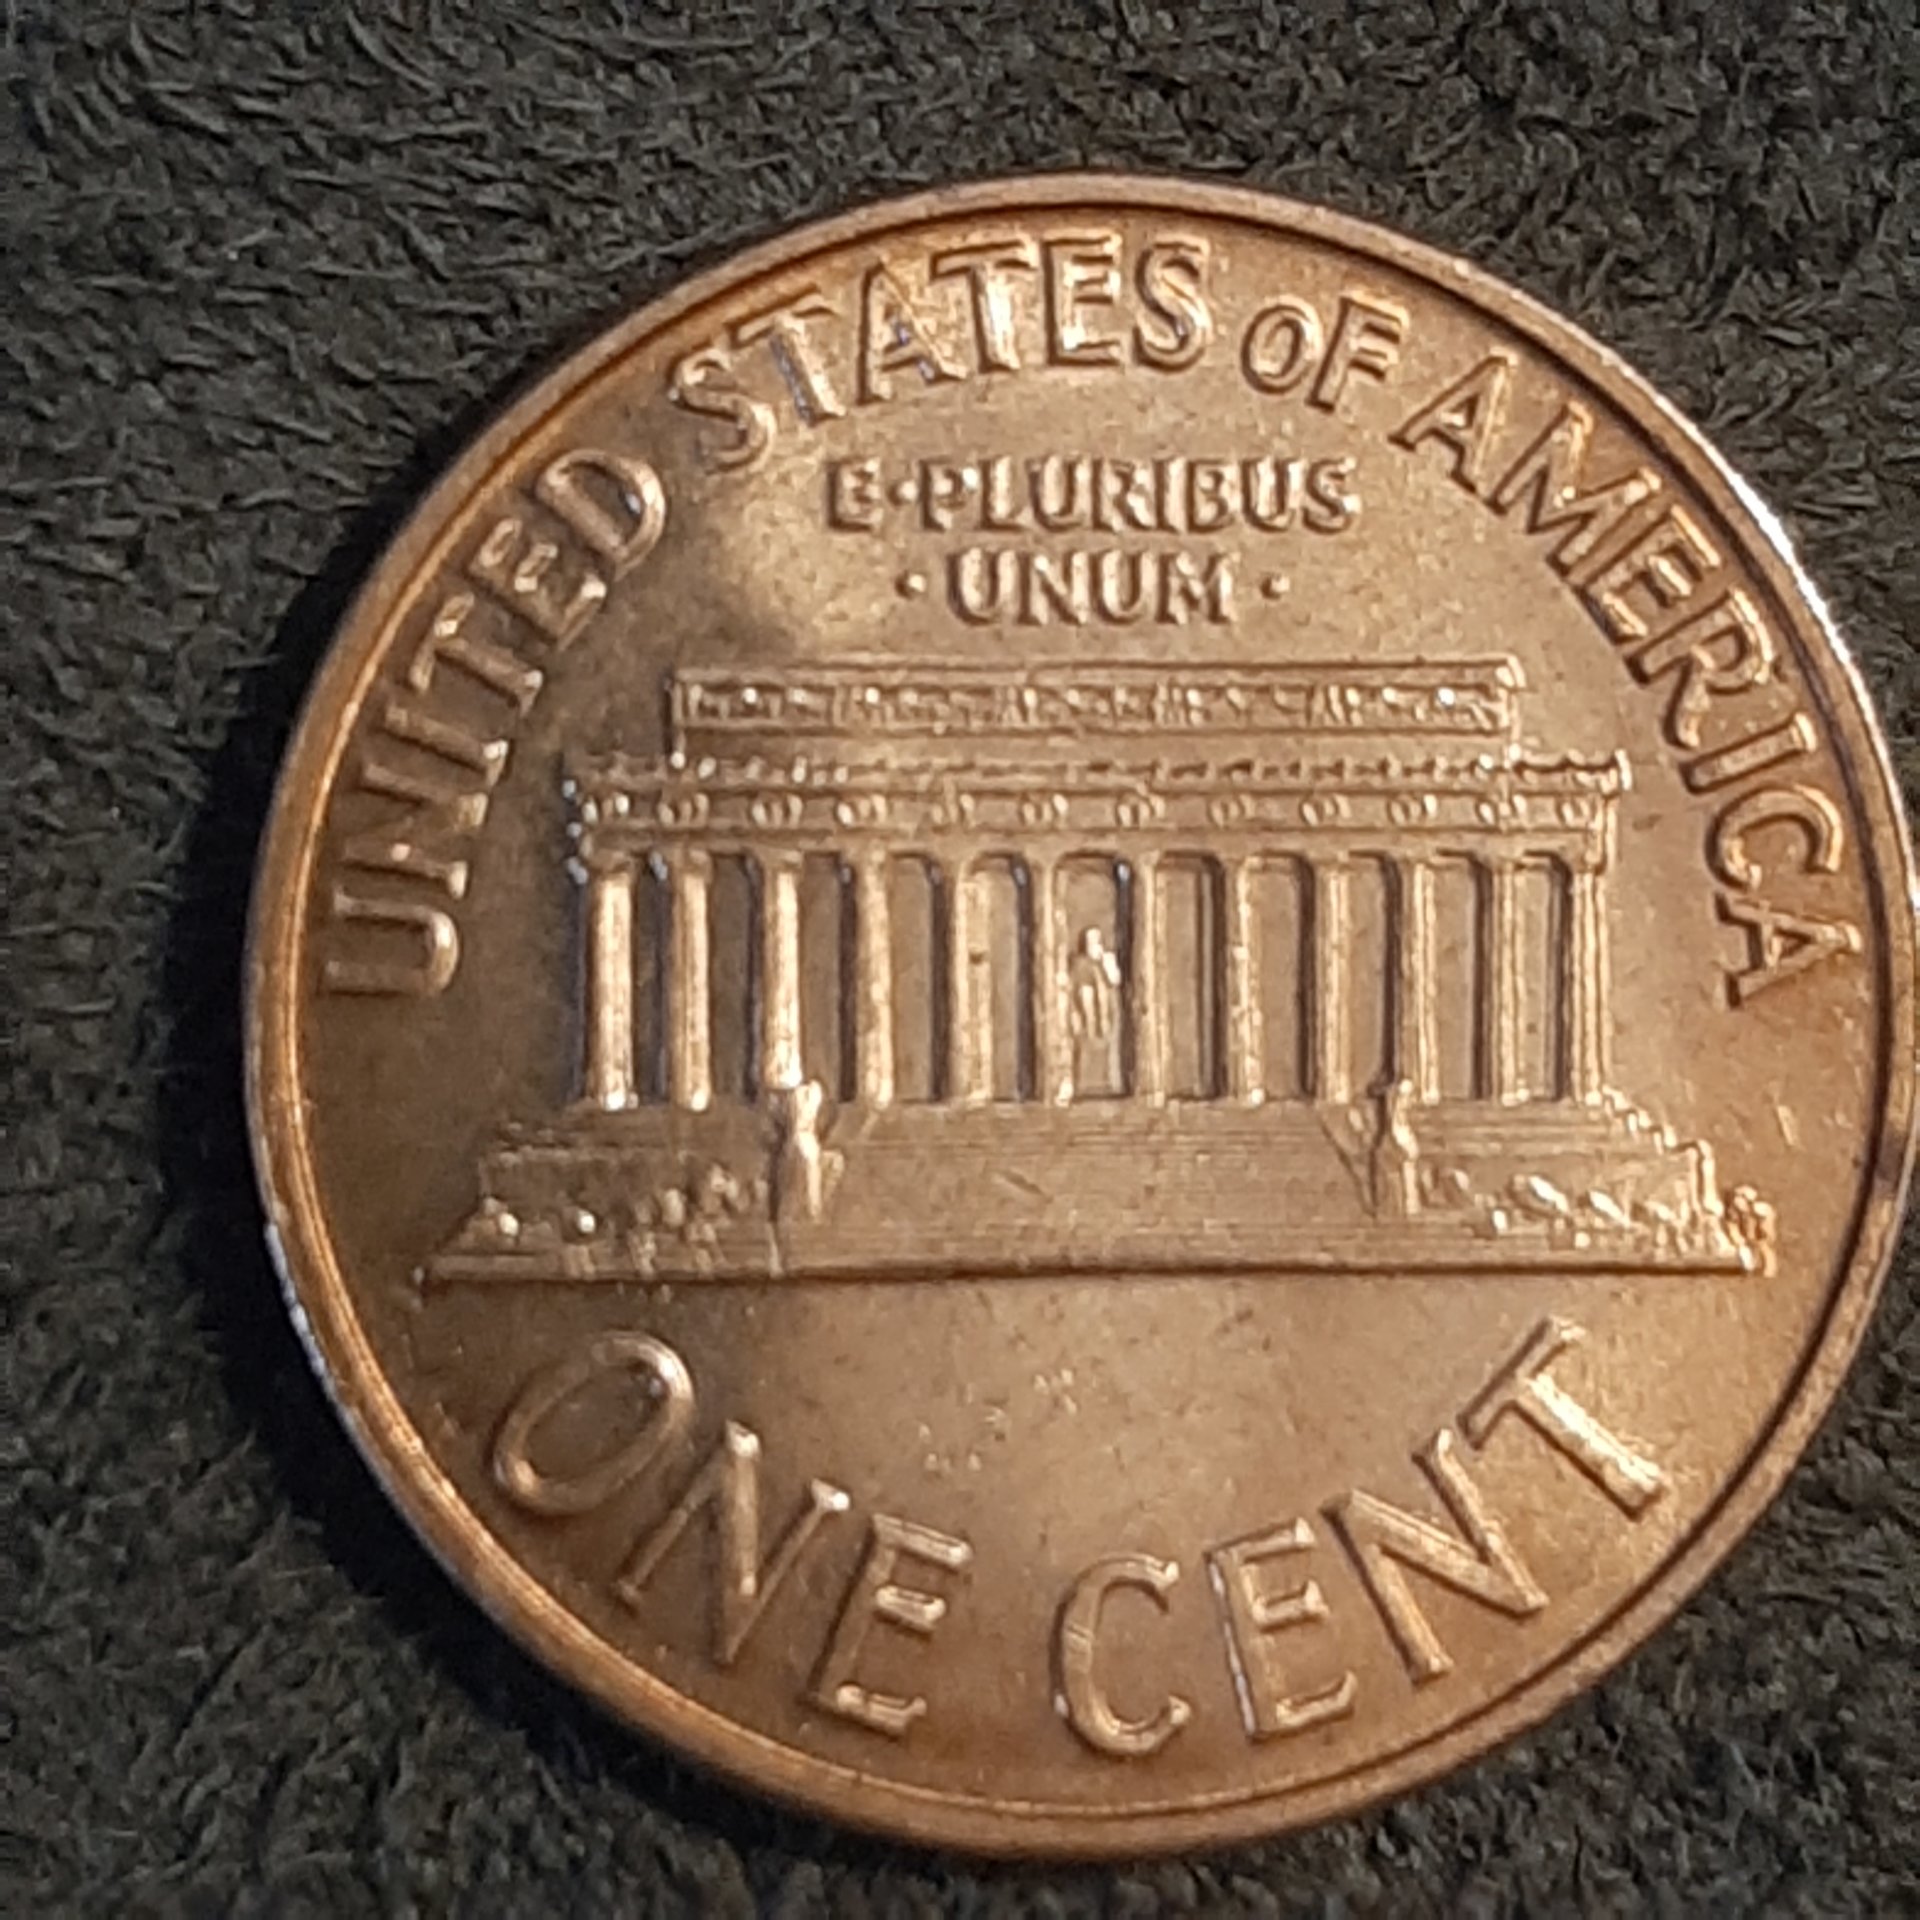 UNITED STATES OF AMERICA
E·PLURIBUS
·UNUM·
ONE CENT